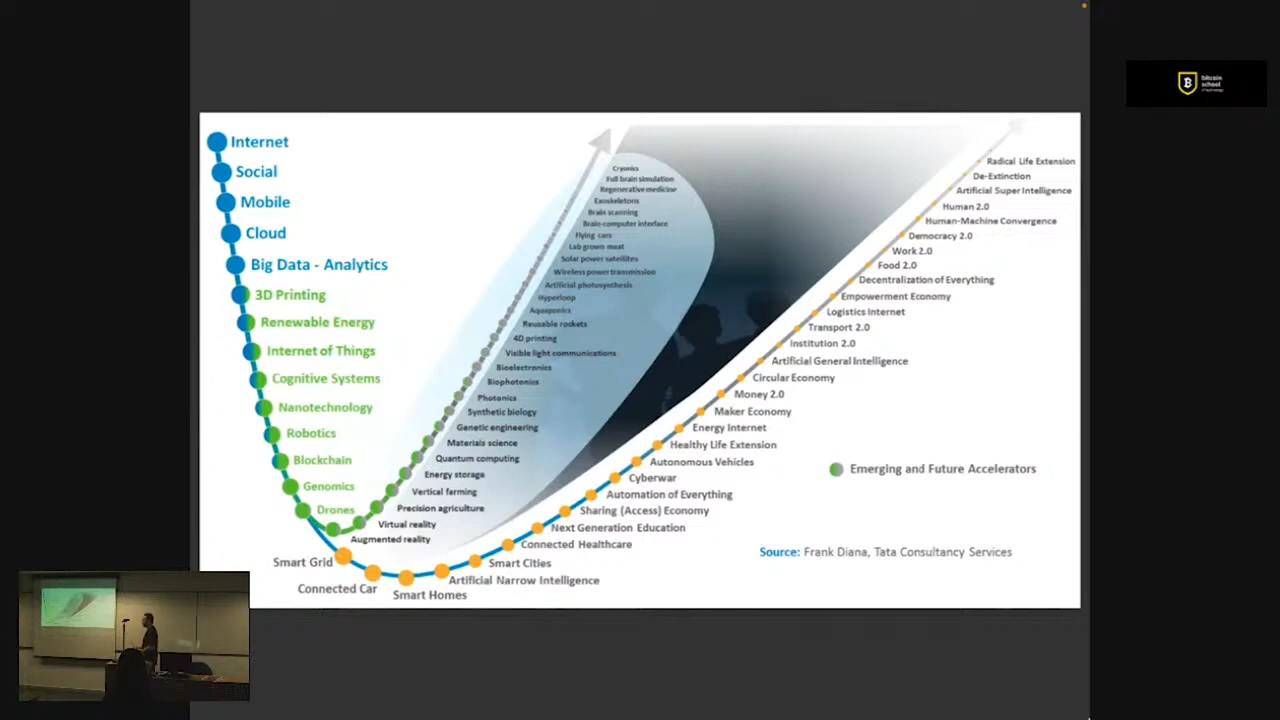 Internet
Social
Mobile
Cloud
Big Data - Analytics
3D Printing
Renewable Energy
Internet of Things
Cognitive Systems
Nanotechnology
Robotics
Blockchain
Genomics
Drones
Cryonics
Full brain simulation
Regenerative medicine
Exoskeletons
Brain scanning
Brain-computer interface
Flying cars
Lab grown meat
Solar power satellites
Wireless power transmission
Artificial photosynthesis
Hyperloop
Aquaponics
Reusable rockets
4D printing
Visible light communications
Bioelectronics
Biophotonics
Photonics
Synthetic biology
Genetic engineering
Materials science
Quantum computing
Energy storage
Vertical farming
Precision agriculture
Virtual reality
Augmented reality
Radical Life Extension
De-Extinction
Artificial Super Intelligence
Human 2.0
Human-Machine Convergence
Democracy 2.0
Work 2.0
Food 2.0
Decentralization of Everything
Empowerment Economy
Logistics Internet
Transport 2.0
Institution 2.0
Artificial General Intelligence
Circular Economy
Money 2.0
Maker Economy
Energy Internet
Healthy Life Extension
Autonomous Vehicles
Cyberwar
Automation of Everything
Sharing (Access) Economy
Next Generation Education
Connected Healthcare
Smart Cities
Artificial Narrow Intelligence
Smart Homes
Connected Car
Smart Grid
Emerging and Future Accelerators
Source: Frank Diana, Tata Consultancy Services
bitcoin
school
of technology